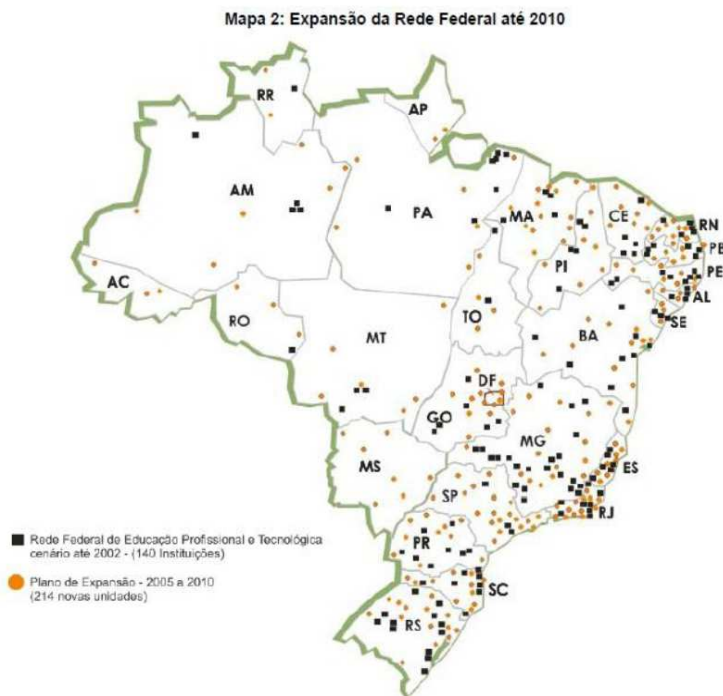 Mapa 2: Expansão da Rede Federal até 2010
RR
AP
AM
PA
MA
CE
RN
PB
PE
AL
SE
PI
AC
RO
TO
MT
BA
DF
GO
MG
ES
MS
SP
RJ
PR
SC
RS
Rede Federal de Educação Profissional e Tecnológica
cenário até 2002 - (140 Instituições)
Plano de Expansão - 2005 a 2010
(214 novas unidades)